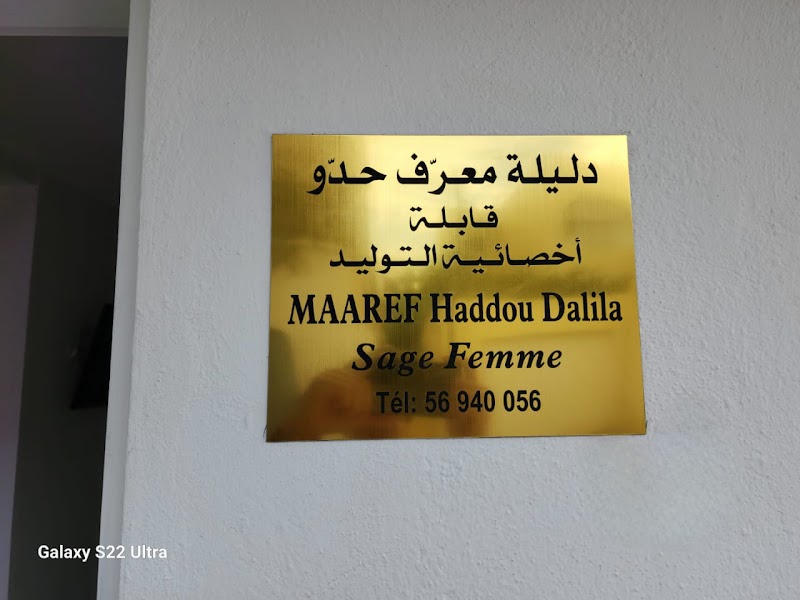 دليلة معرّف حدّو
قابلة
أخصائية التوليد
MAAREF Haddou Dalila
Sage Femme
Tél: 56 940 056
Galaxy S22 Ultra